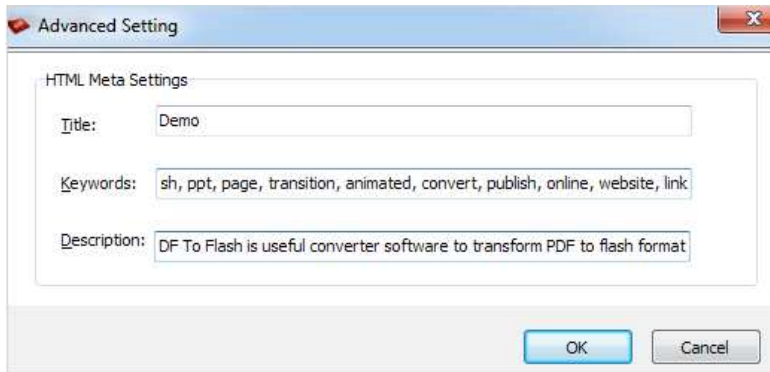 Advanced Setting
HTML Meta Settings
Title: Demo
Keywords: sh, ppt, page, transition, animated, convert, publish, online, website, link
Description: DF To Flash is useful converter software to transform PDF to flash format
OK Cancel